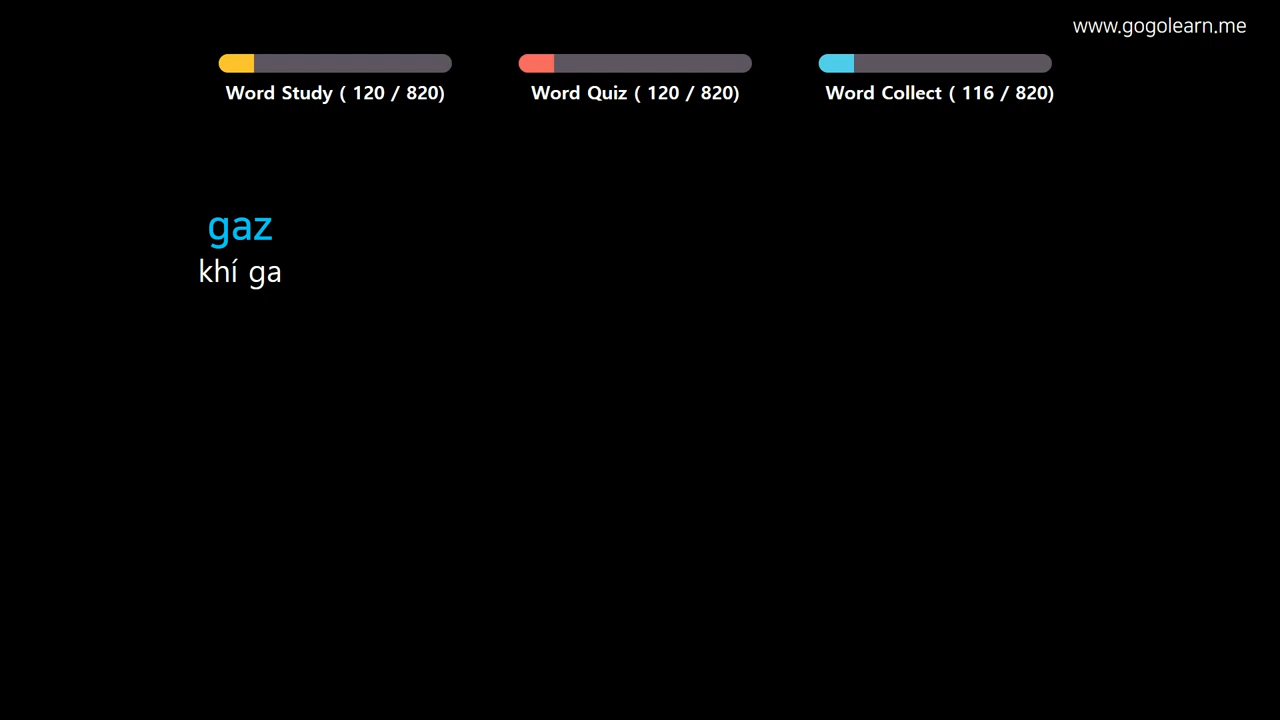 www.gogolearn.me
Word Study ( 120 / 820)
Word Quiz ( 120 / 820)
Word Collect ( 116 / 820)
gaz
khí ga